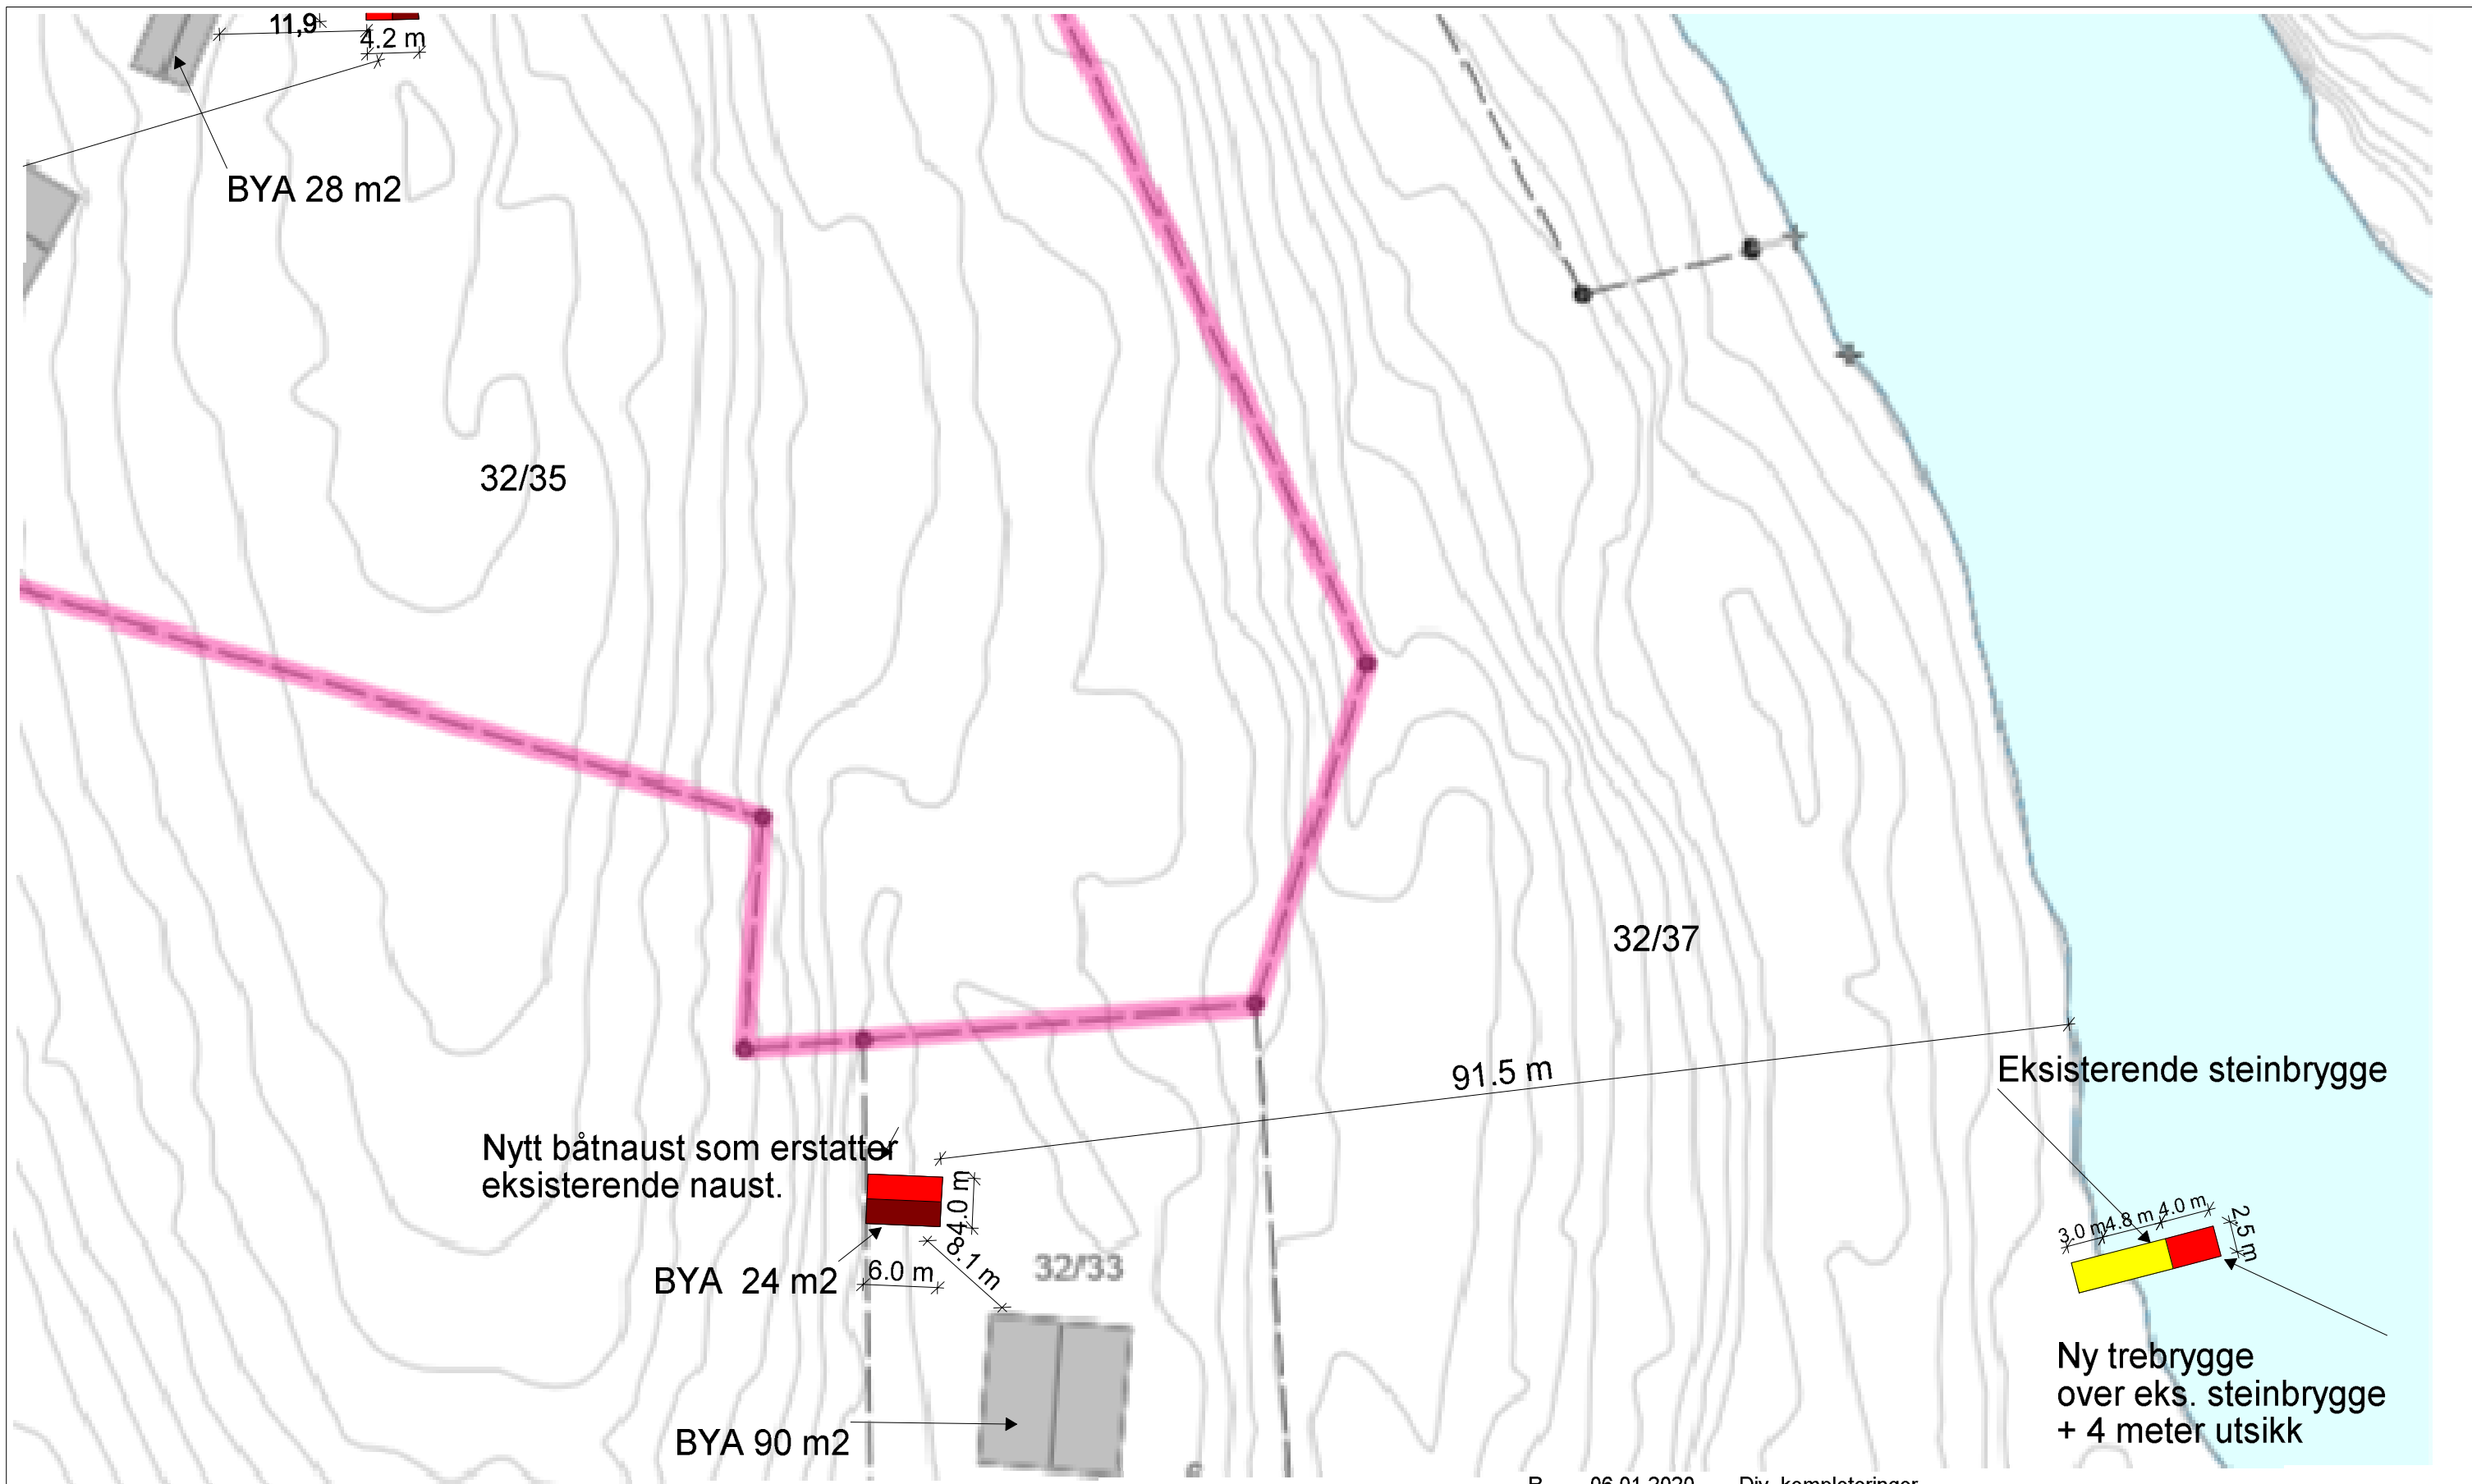 11,9
4.2 m
BYA 28 m2
32/35
32/37
91.5 m
Eksisterende steinbrygge
Nytt båtnaust som erstatter
eksisterende naust.
4.0 m
3.0 m
4.8 m
4.0 m
2.5 m
8.1 m
6.0 m
BYA 24 m2
32/33
Ny trebrygge
over eks. steinbrygge
+ 4 meter utsikk
BYA 90 m2
B 06.01.2020 Div. kompletteringer